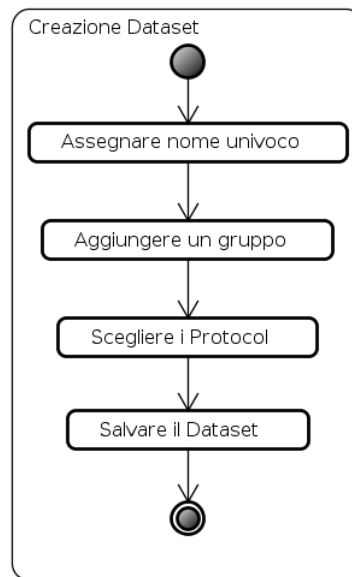 Creazione Dataset
Assegnare nome univoco
Aggiungere un gruppo
Scegliere i Protocol
Salvare il Dataset